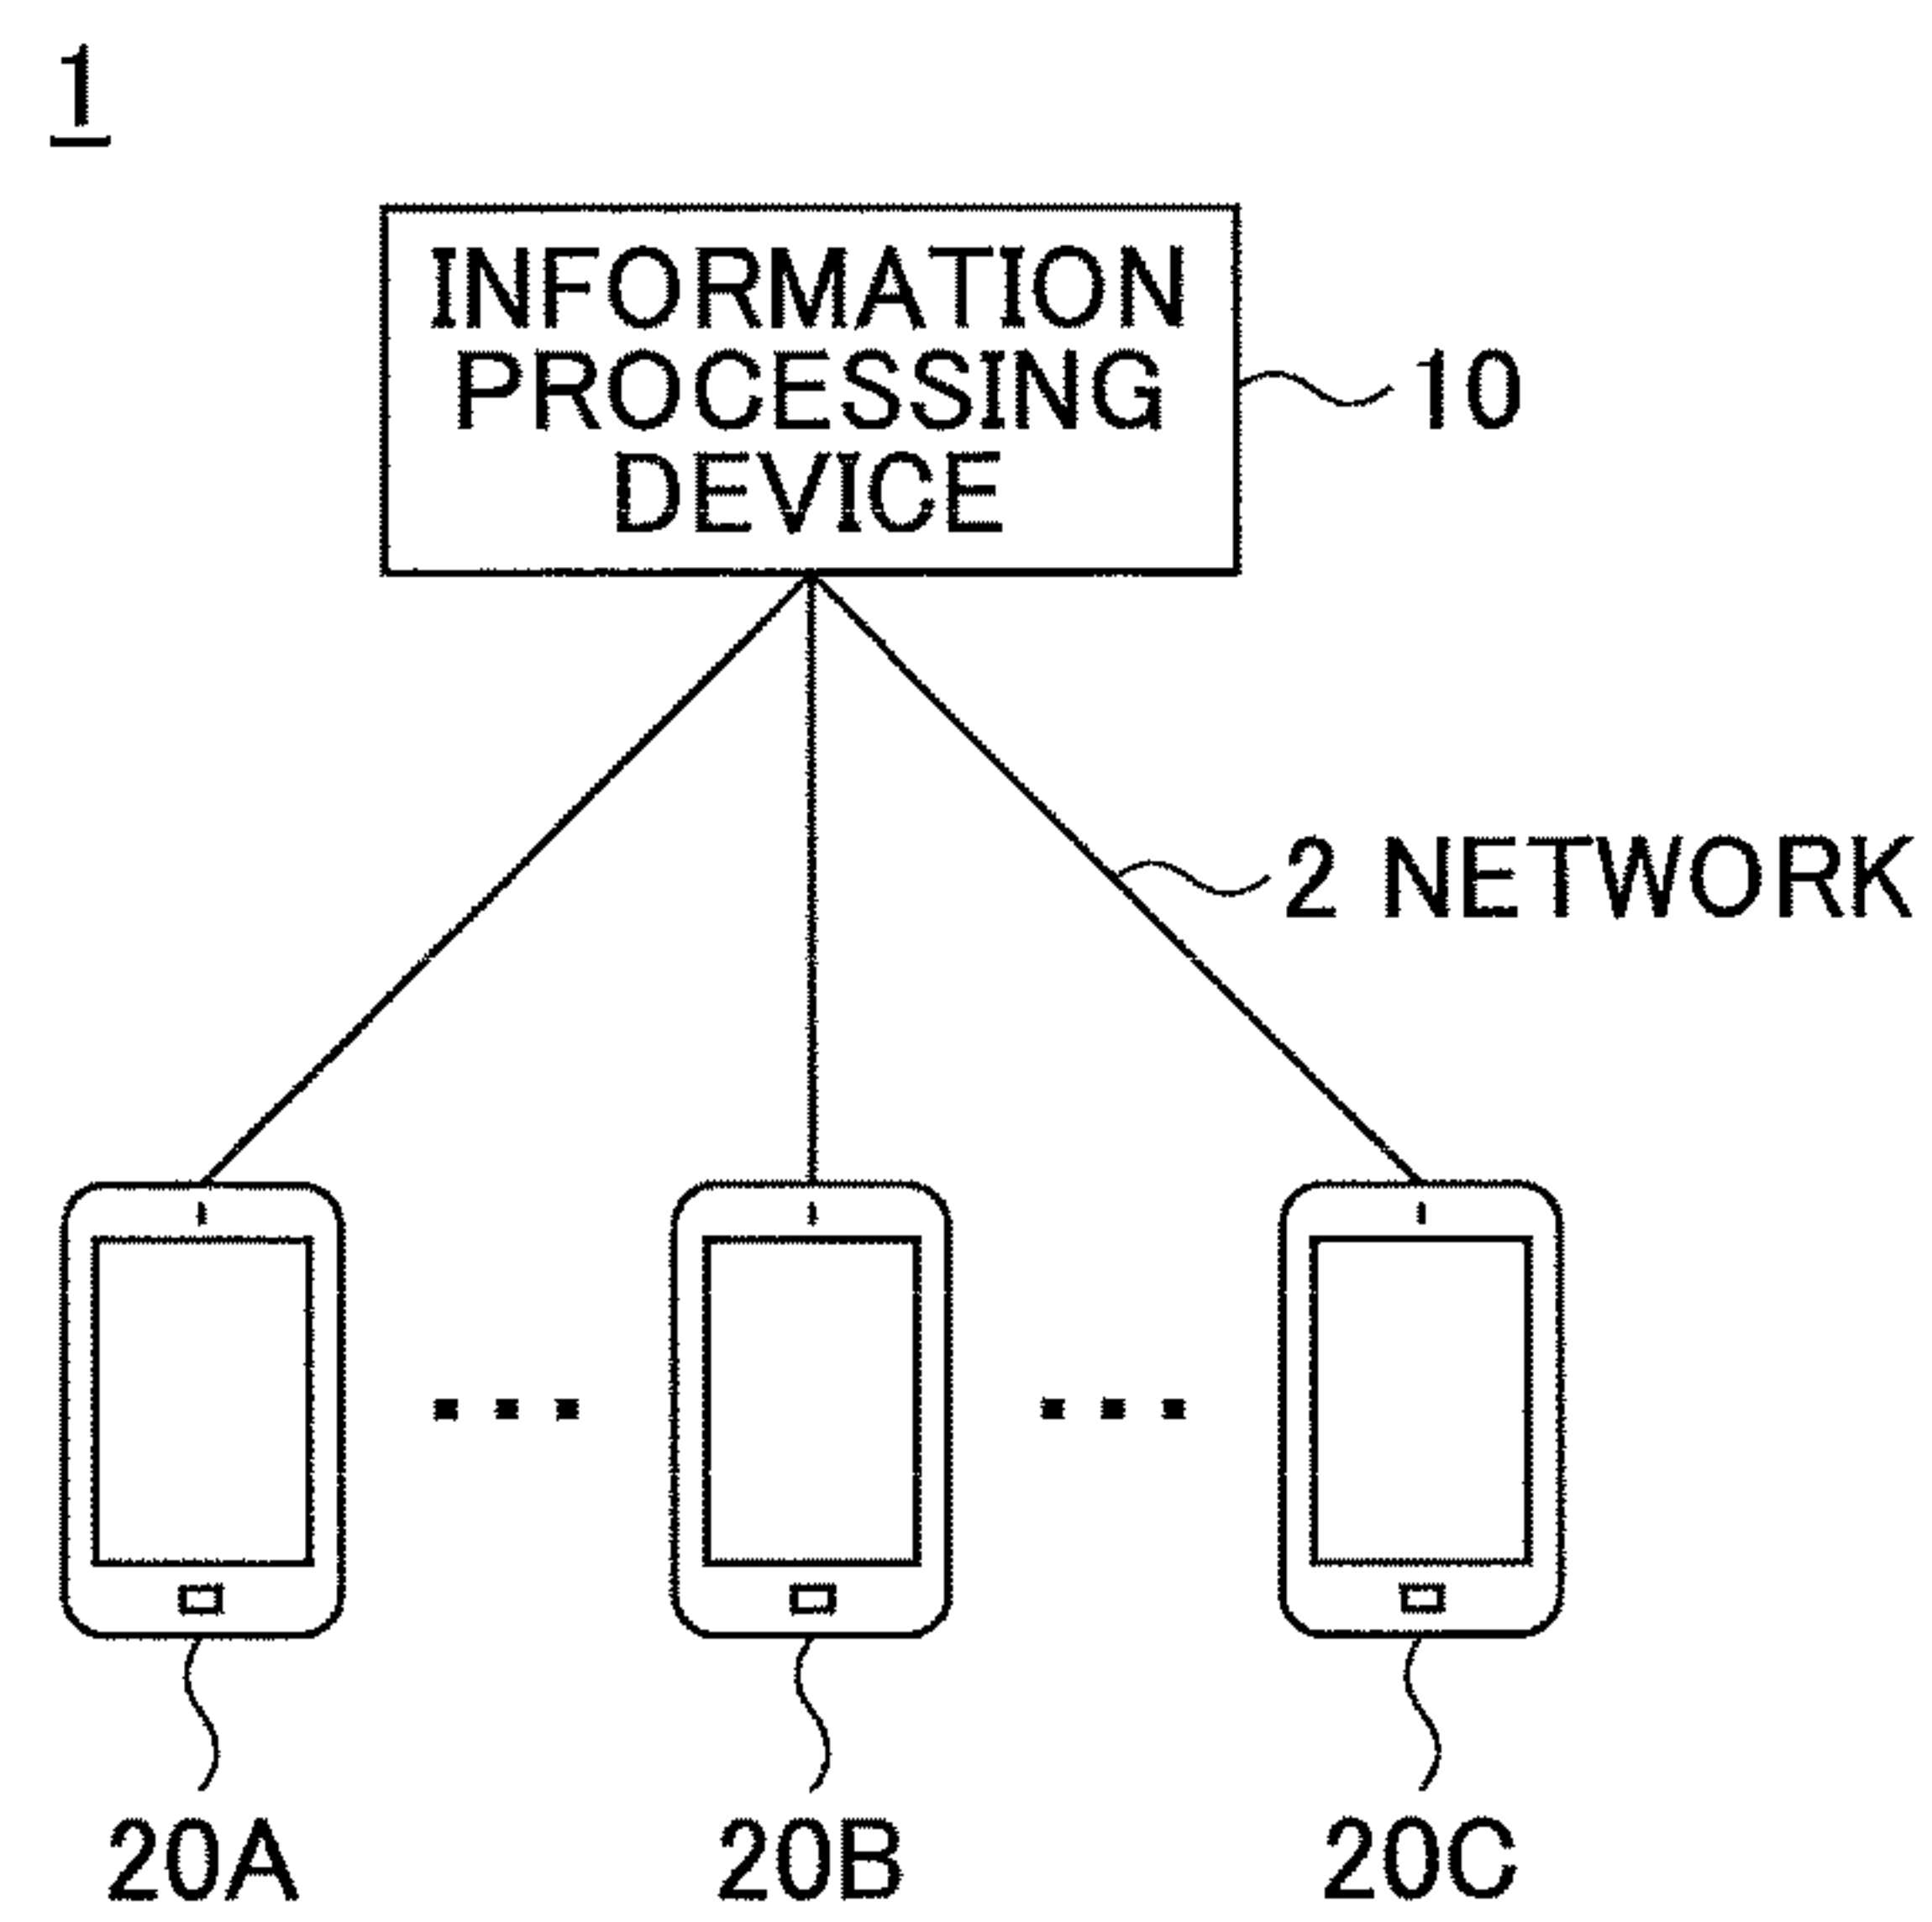 1
INFORMATION
PROCESSING
DEVICE
10
2 NETWORK
20A
20B
20C